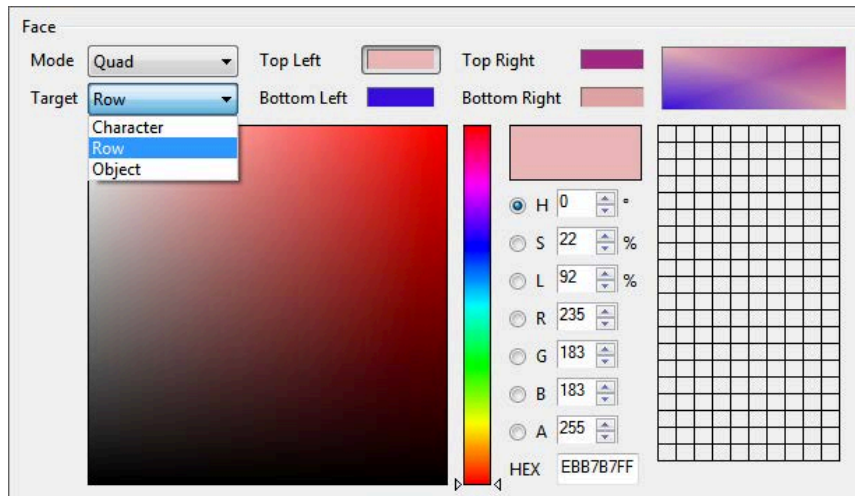 Face
Mode Quad Top Left Top Right
Target Row Bottom Left Bottom Right
Character
Row
Object
H 0 °
S 22 %
L 92 %
R 235
G 183
B 183
A 255
HEX EBB7B7FF